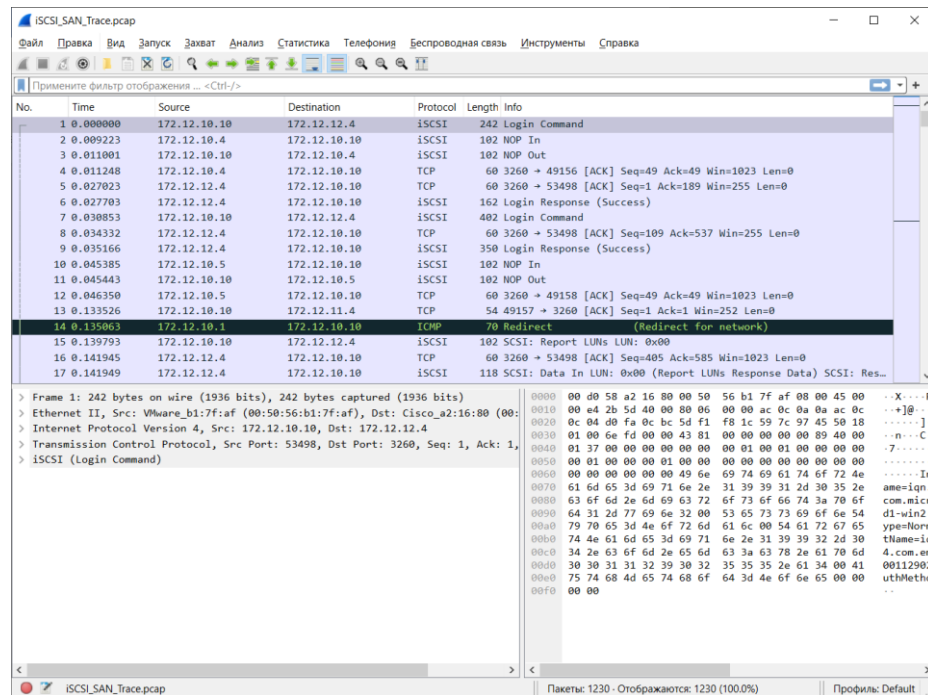 iSCSI_SAN_Trace.pcap
Файл Правка Вид Запуск Захват Анализ Статистика Телефония Беспроводная связь Инструменты Справка
Примените фильтр отображения ... <Ctrl-/>
No. Time Source Destination Protocol Length Info
1 0.000000 172.12.10.10 172.12.12.4 iSCSI 242 Login Command
2 0.009223 172.12.10.4 172.12.10.10 iSCSI 102 NOP In
3 0.011001 172.12.10.10 172.12.10.4 iSCSI 102 NOP Out
4 0.011248 172.12.10.4 172.12.10.10 TCP 60 3260 → 49156 [ACK] Seq=49 Ack=49 Win=1023 Len=0
5 0.027023 172.12.12.4 172.12.10.10 TCP 60 3260 → 53498 [ACK] Seq=1 Ack=189 Win=255 Len=0
6 0.027703 172.12.12.4 172.12.10.10 iSCSI 162 Login Response (Success)
7 0.030853 172.12.10.10 172.12.12.4 iSCSI 402 Login Command
8 0.034332 172.12.12.4 172.12.10.10 TCP 60 3260 → 53498 [ACK] Seq=109 Ack=537 Win=255 Len=0
9 0.035166 172.12.12.4 172.12.10.10 iSCSI 350 Login Response (Success)
10 0.045385 172.12.10.5 172.12.10.10 iSCSI 102 NOP In
11 0.045443 172.12.10.10 172.12.10.5 iSCSI 102 NOP Out
12 0.046350 172.12.10.5 172.12.10.10 TCP 60 3260 → 49158 [ACK] Seq=49 Ack=49 Win=1023 Len=0
13 0.133526 172.12.10.10 172.12.11.4 TCP 54 49157 → 3260 [ACK] Seq=1 Ack=1 Win=252 Len=0
14 0.135063 172.12.10.1 172.12.10.10 ICMP 70 Redirect (Redirect for network)
15 0.139793 172.12.10.10 172.12.12.4 iSCSI 102 SCSI: Report LUNs LUN: 0x00
16 0.141945 172.12.12.4 172.12.10.10 TCP 60 3260 → 53498 [ACK] Seq=405 Ack=585 Win=1023 Len=0
17 0.141949 172.12.12.4 172.12.10.10 iSCSI 118 SCSI: Data In LUN: 0x00 (Report LUNs Response Data) SCSI: Res...
> Frame 1: 242 bytes on wire (1936 bits), 242 bytes captured (1936 bits)
> Ethernet II, Src: VMware_b1:7f:af (00:50:56:b1:7f:af), Dst: Cisco_a2:16:80 (00:
> Internet Protocol Version 4, Src: 172.12.10.10, Dst: 172.12.12.4
> Transmission Control Protocol, Src Port: 53498, Dst Port: 3260, Seq: 1, Ack: 1,
> iSCSI (Login Command)
0000 00 d0 58 a2 16 80 00 50 56 b1 7f af 08 00 45 00 ··X····P
0010 00 e4 2b 5d 40 00 80 06 00 00 ac 0c 0a 0a ac 0c ··+]@···
0020 0c 04 d0 fa 0c bc 5d f1 f8 1c 59 7c 97 45 50 18 ······]·
0030 01 00 6e fd 00 00 43 81 00 00 00 00 00 89 40 00 ··n···C·
0040 01 37 00 00 00 00 00 00 00 01 00 01 00 00 00 00 ·7······
0050 00 01 00 00 00 01 00 00 00 00 00 00 00 00 00 00 ········
0060 00 00 00 00 00 00 49 6e 69 74 69 61 74 6f 72 4e ······In
0070 61 6d 65 3d 69 71 6e 2e 31 39 39 31 2d 30 35 2e ame=iqn.
0080 63 6f 6d 2e 6d 69 63 72 6f 73 6f 66 74 3a 70 6f com.micr
0090 64 31 2d 77 69 6e 32 00 53 65 73 73 69 6f 6e 54 d1-win2
00a0 79 70 65 3d 4e 6f 72 6d 61 6c 00 54 61 72 67 65 ype=Norm
00b0 74 4e 61 6d 65 3d 69 71 6e 2e 31 39 39 32 2d 30 tName=iq
00c0 34 2e 63 6f 6d 2e 65 6d 63 3a 63 78 2e 61 70 6d 4.com.em
00d0 30 30 31 31 32 39 30 32 35 35 35 2e 61 34 00 41 00112902
00e0 75 74 68 4d 65 74 68 6f 64 3d 4e 6f 6e 65 00 00 uthMetho
00f0 00 00 ··
iSCSI_SAN_Trace.pcap Пакеты: 1230 · Отображаются: 1230 (100.0%) Профиль: Default